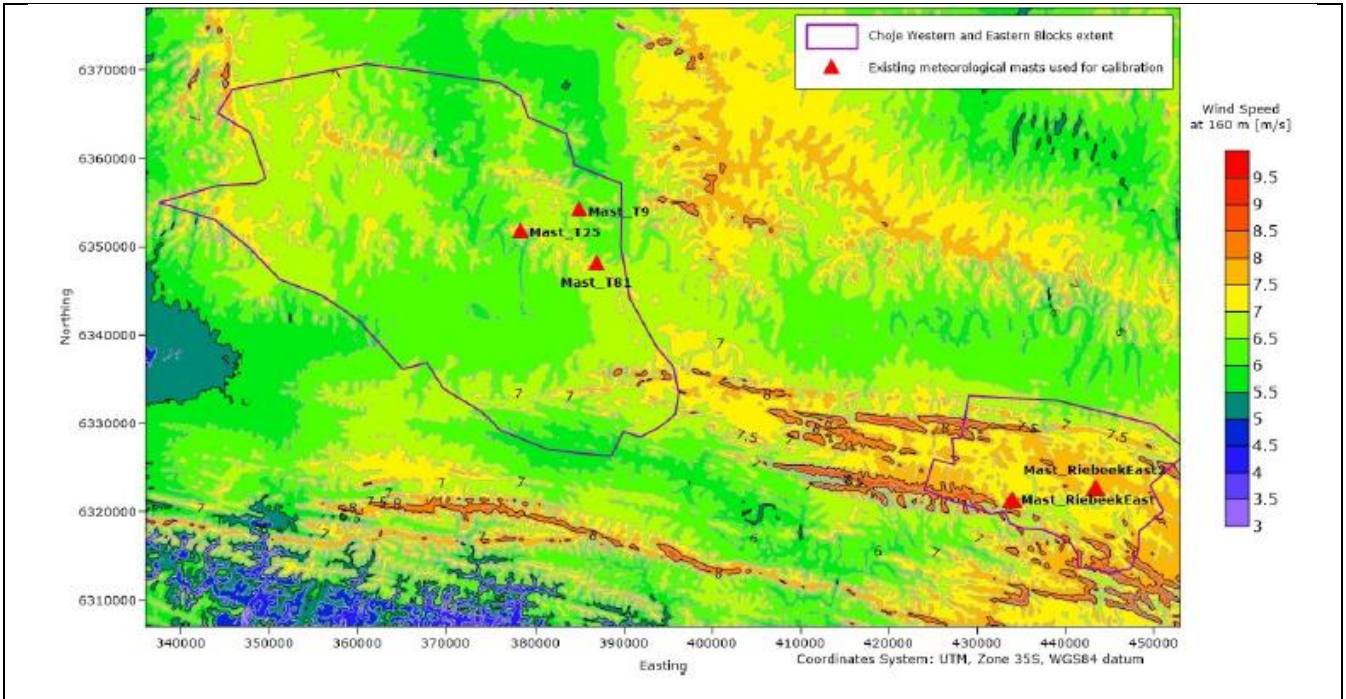 Choje Western and Eastern Blocks extent
Existing meteorological masts used for calibration
Wind Speed
at 160 m [m/s]
9.5
9
8.5
8
7.5
7
6.5
6
5.5
5
4.5
4
3.5
3
6370000
6360000
6350000
6340000
6330000
6320000
6310000
Northing
Mast_T9
Mast_T25
Mast_T81
Mast_RiebeekEast2
Mast_RiebeekEast
7
7
7
8
7.5
7
7.5
8
7
6
6
7
7
8
340000 350000 360000 370000 380000 390000 400000 410000 420000 430000 440000 450000
Easting
Coordinates System: UTM, Zone 35S, WGS84 datum